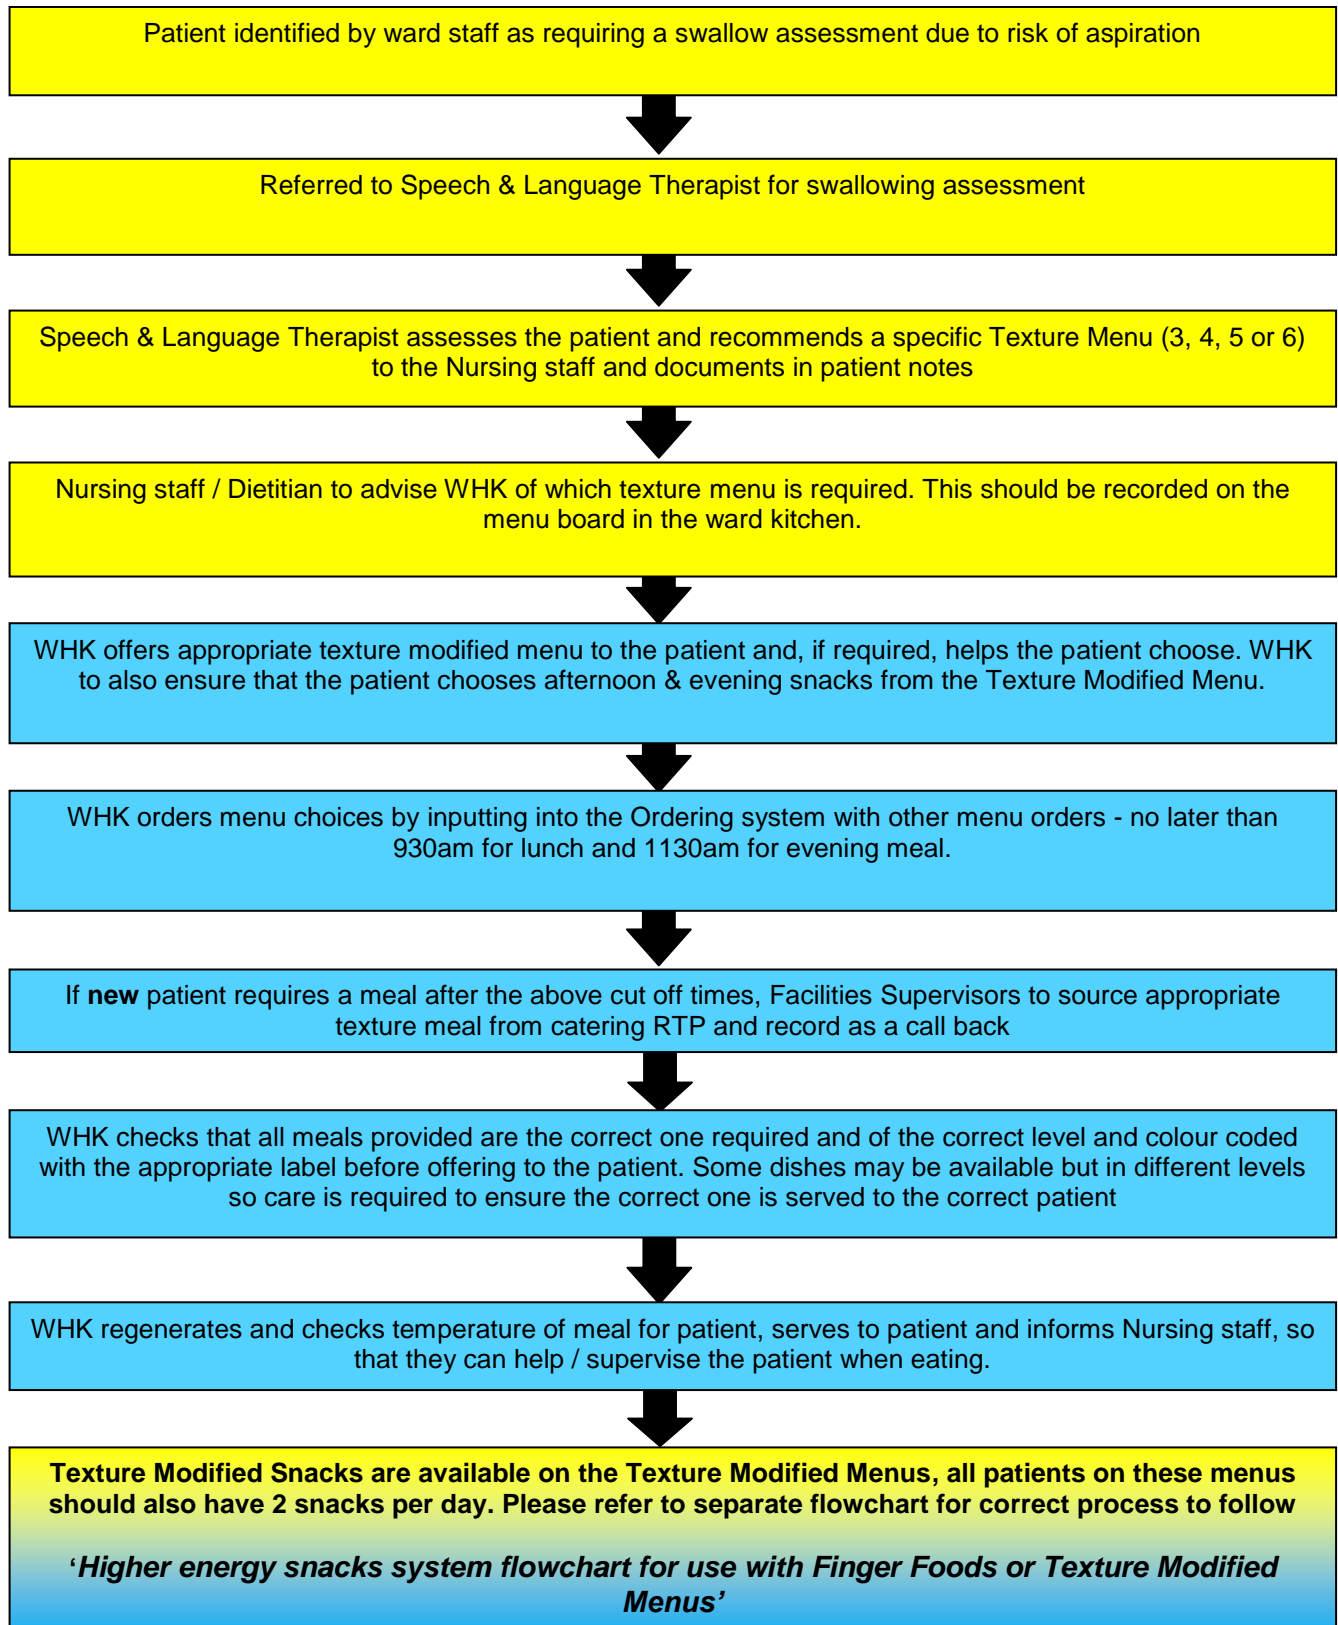 Patient identified by ward staff as requiring a swallow assessment due to risk of aspiration
Referred to Speech & Language Therapist for swallowing assessment
Speech & Language Therapist assesses the patient and recommends a specific Texture Menu (3, 4, 5 or 6)
to the Nursing staff and documents in patient notes
Nursing staff / Dietitian to advise WHK of which texture menu is required. This should be recorded on the
menu board in the ward kitchen.
WHK offers appropriate texture modified menu to the patient and, if required, helps the patient choose. WHK
to also ensure that the patient chooses afternoon & evening snacks from the Texture Modified Menu.
WHK orders menu choices by inputting into the Ordering system with other menu orders - no later than
930am for lunch and 1130am for evening meal.
If new patient requires a meal after the above cut off times, Facilities Supervisors to source appropriate
texture meal from catering RTP and record as a call back
WHK checks that all meals provided are the correct one required and of the correct level and colour coded
with the appropriate label before offering to the patient. Some dishes may be available but in different levels
so care is required to ensure the correct one is served to the correct patient
WHK regenerates and checks temperature of meal for patient, serves to patient and informs Nursing staff, so
that they can help / supervise the patient when eating.
Texture Modified Snacks are available on the Texture Modified Menus, all patients on these menus
should also have 2 snacks per day. Please refer to separate flowchart for correct process to follow
‘Higher energy snacks system flowchart for use with Finger Foods or Texture Modified
Menus’